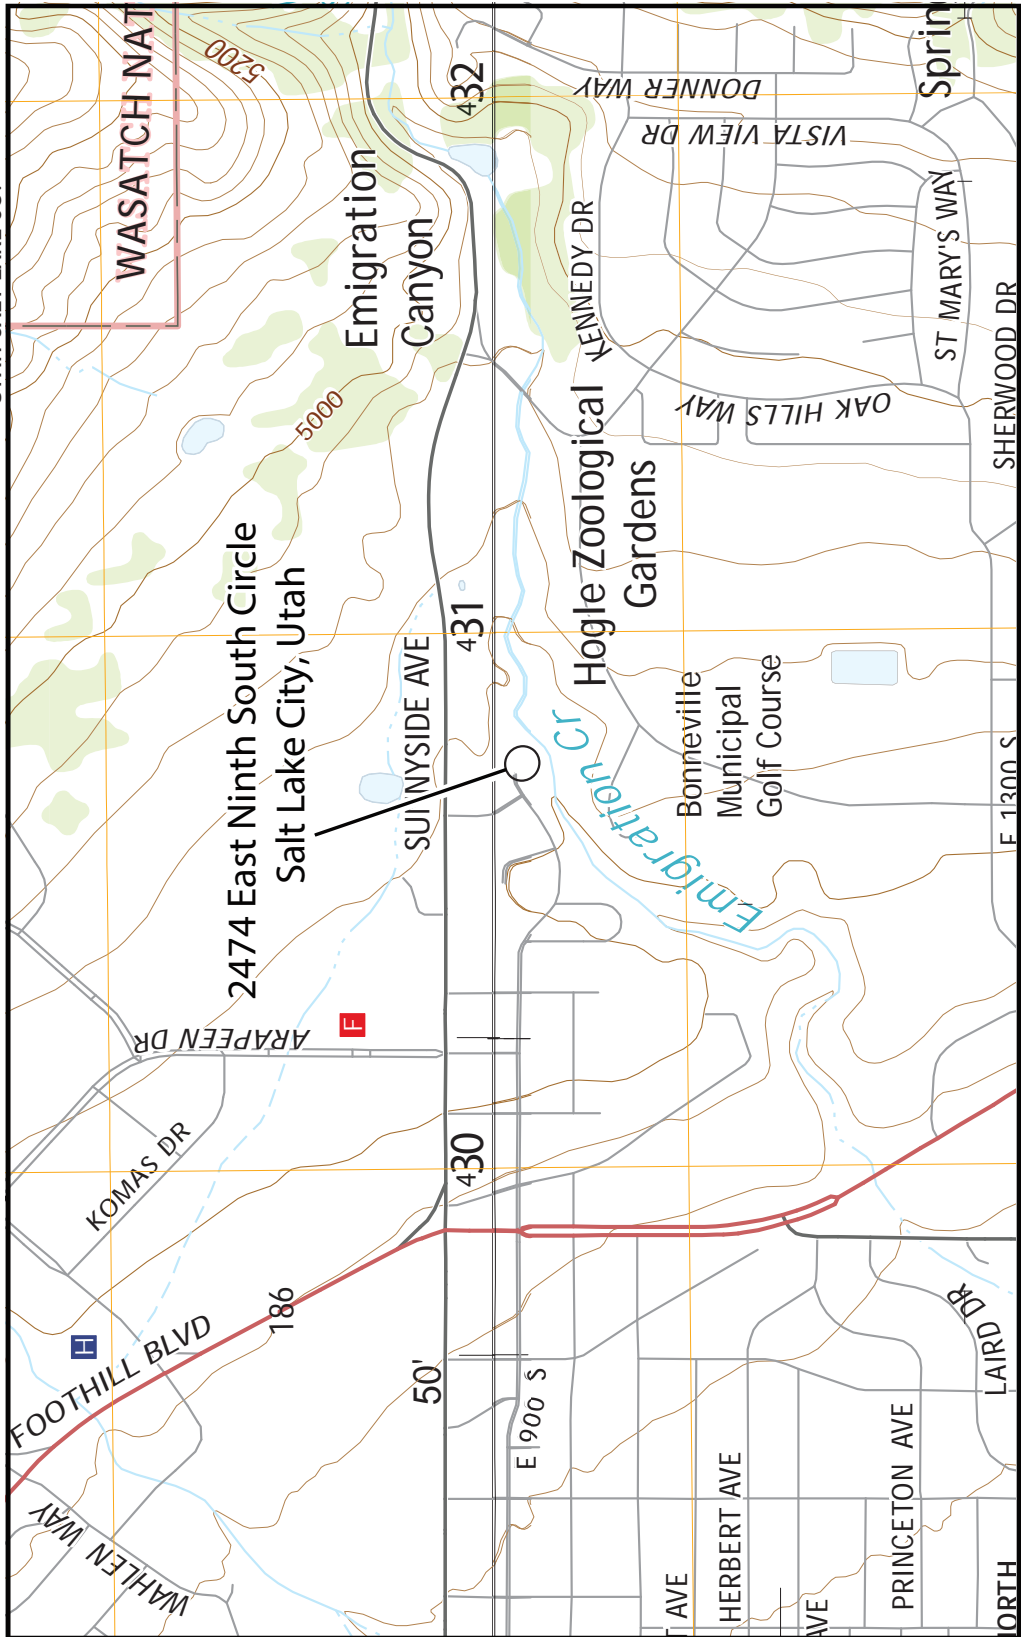 WASATCH NAT
5200
Emigration
Canyon
432
DONNER WAY
VISTA VIEW DR
Sprin
ST MARY'S WAY
KENNEDY DR
OAK HILLS WAY
SHERWOOD DR
5000
2474 East Ninth South Circle
Salt Lake City, Utah
SUNNYSIDE AVE
431
Hogle Zoological
Gardens
Bonneville
Municipal
Golf Course
Emigration Cr
E 1300 S
ARAPEEN DR
F
KOMAS DR
430
FOOTHILL BLVD
186
H
50'
E 900 S
WAHLEN WAY
HERBERT AVE
PRINCETON AVE
LAIRD DR
AVE
AVE
ORTH